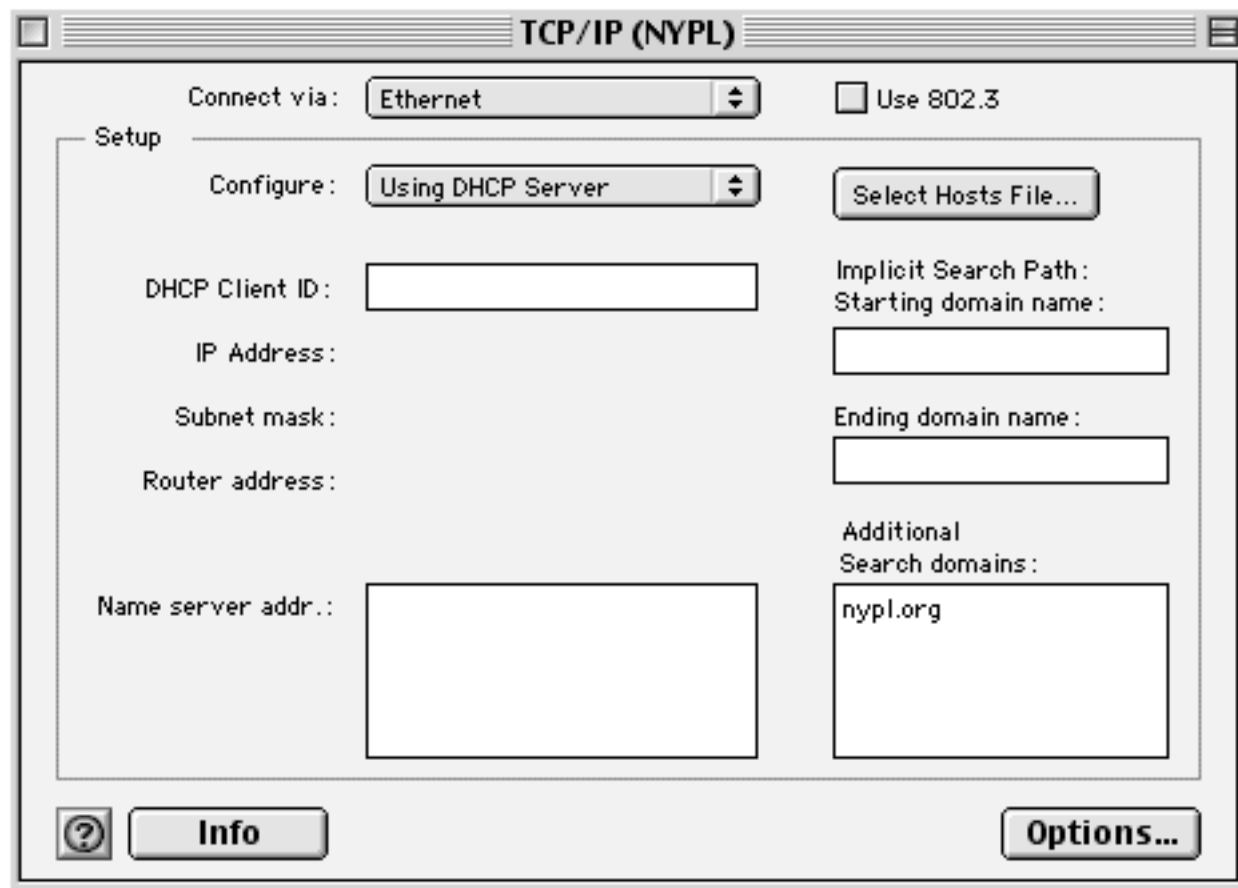 TCP/IP (NYPL)
Connect via: Ethernet Use 802.3
Setup
Configure: Using DHCP Server Select Hosts File...
DHCP Client ID:
IP Address:
Subnet mask:
Router address:
Name server addr.:
Implicit Search Path:
Starting domain name:
Ending domain name:
Additional
Search domains:
nypl.org
? Info Options...